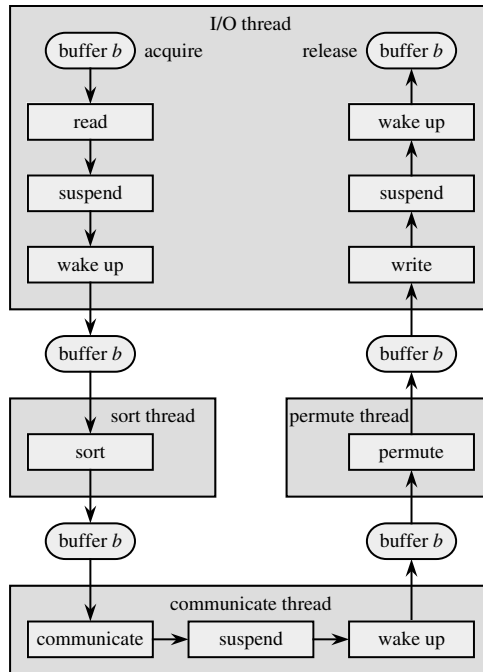 I/O thread
buffer b acquire release buffer b
read wake up
suspend suspend
wake up write
buffer b buffer b
sort thread permute thread
sort permute
buffer b buffer b
communicate thread
communicate suspend wake up